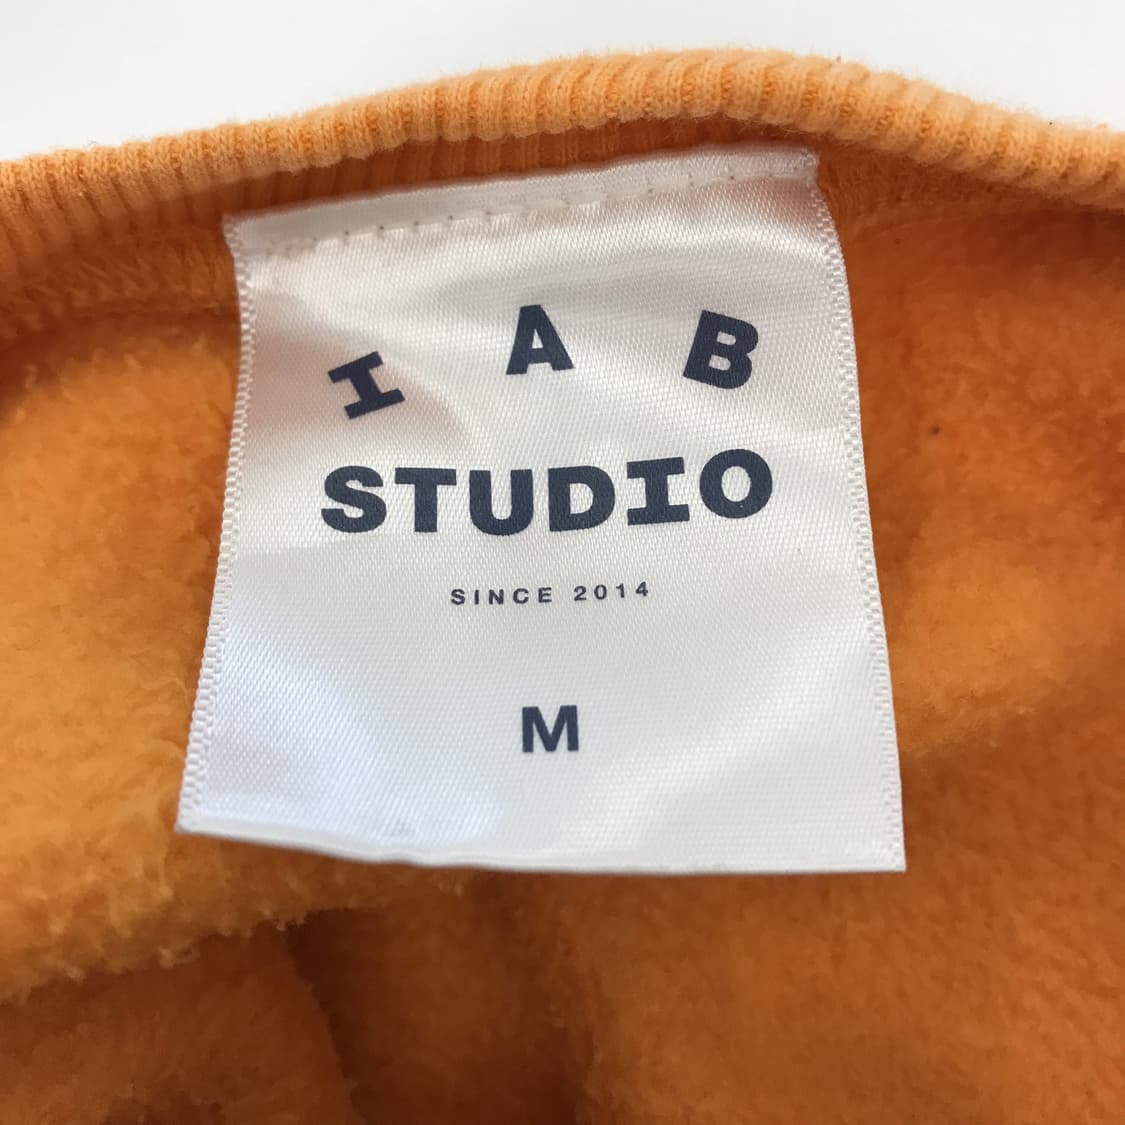 I A B
STUDIO
SINCE 2014
M